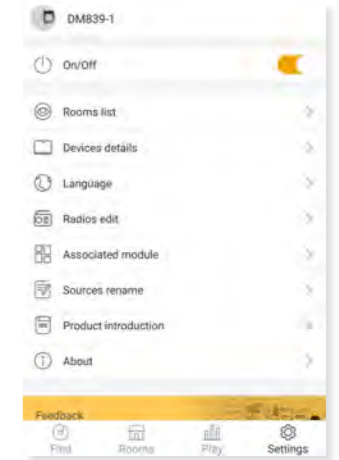 DM839-1
On/Off
Rooms list
Devices details
Language
Radios edit
Associated module
Sources rename
Product introduction
About
Feedback
Find Rooms Play Settings